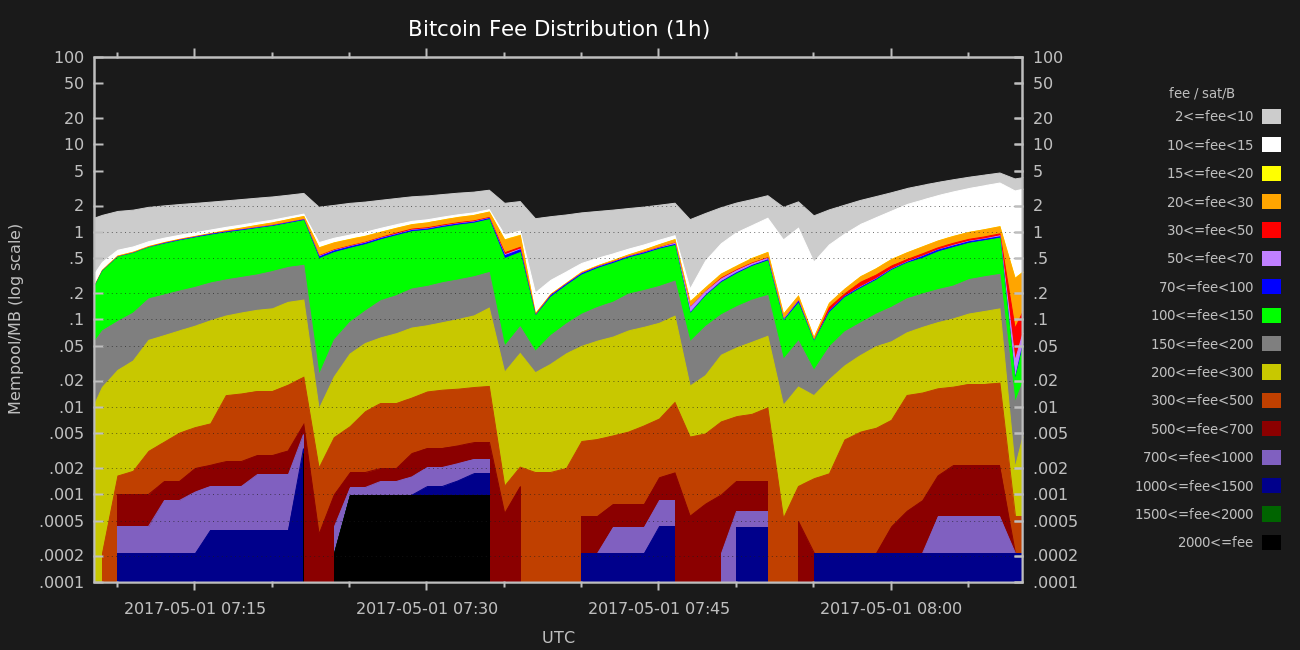 Bitcoin Fee Distribution (1h)
Mempool/MB (log scale)
100
50
20
10
5
2
1
.5
.2
.1
.05
.02
.01
.005
.002
.001
.0005
.0002
.0001
100
50
20
10
5
2
1
.5
.2
.1
.05
.02
.01
.005
.002
.001
.0005
.0002
.0001
2017-05-01 07:15 2017-05-01 07:30 2017-05-01 07:45 2017-05-01 08:00
UTC
fee / sat/B
2<=fee<10
10<=fee<15
15<=fee<20
20<=fee<30
30<=fee<50
50<=fee<70
70<=fee<100
100<=fee<150
150<=fee<200
200<=fee<300
300<=fee<500
500<=fee<700
700<=fee<1000
1000<=fee<1500
1500<=fee<2000
2000<=fee